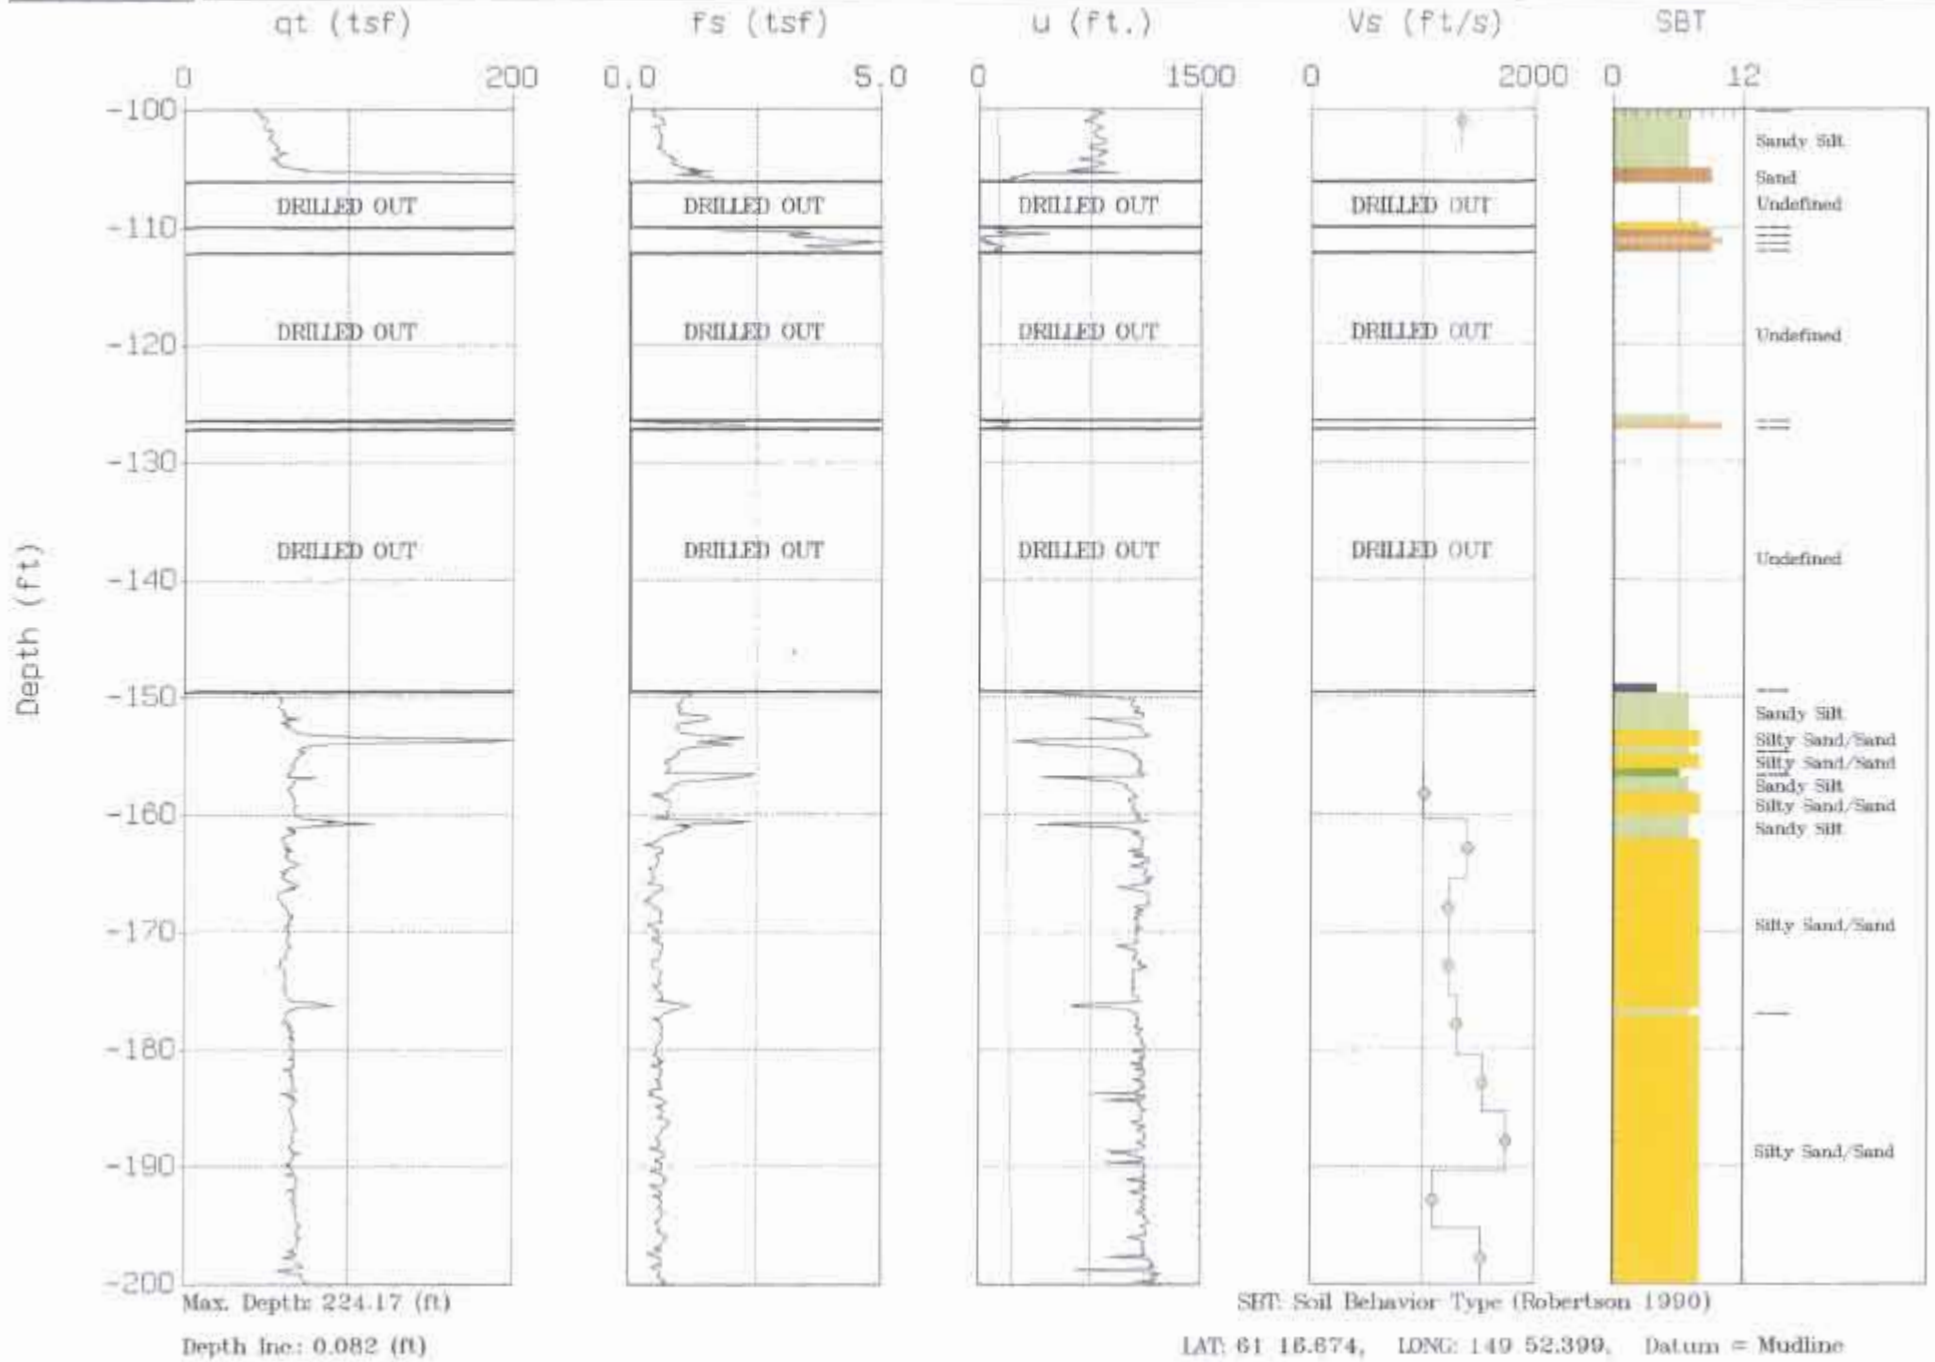 qt (tsf) fs (tsf) u (ft.) Vs (ft/s) SBT
0 200 0.0 5.0 0 1500 0 2000 0 12
-100
Sandy Silt
Sand
DRILLED OUT DRILLED OUT DRILLED OUT DRILLED OUT Undefined
-110
DRILLED OUT DRILLED OUT DRILLED OUT DRILLED OUT Undefined
-120
-130
DRILLED OUT DRILLED OUT DRILLED OUT DRILLED OUT Undefined
-140
Depth (ft)
-150
Sandy Silt
Silty Sand/Sand
Silty Sand/Sand
Sandy Silt
Silty Sand/Sand
-160
Sandy Silt
Silty Sand/Sand
-170
-180
Silty Sand/Sand
-190
-200
Max. Depth: 224.17 (ft) SBT: Soil Behavior Type (Robertson 1990)
Depth Inc.: 0.082 (ft) LAT: 61 16.674, LONG: 149 52.399, Datum = Mudline